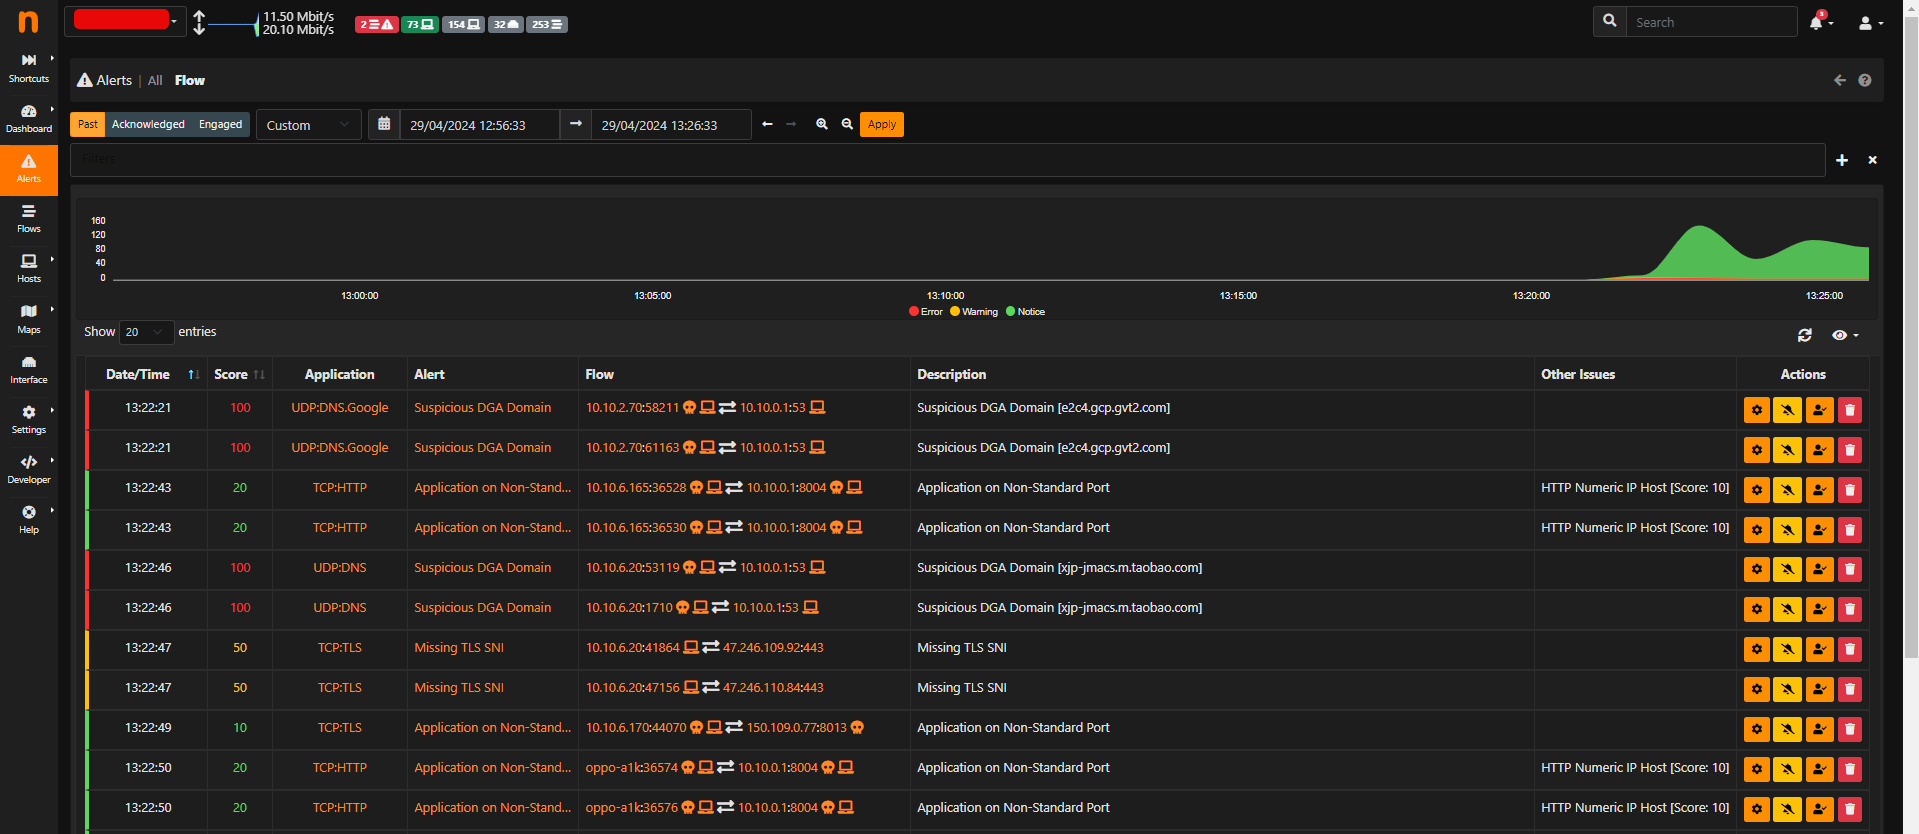 n
11.50 Mbit/s
20.10 Mbit/s
2 73 154 32 253
Search
3
Shortcuts
Dashboard
Alerts
Flows
Hosts
Maps
Interface
Settings
Developer
Help
Alerts | All Flow
Past Acknowledged Engaged Custom 29/04/2024 12:56:33 29/04/2024 13:26:33 Apply
Filters
160
120
80
40
0
13:00:00 13:05:00 13:10:00 13:15:00 13:20:00 13:25:00
Error Warning Notice
Show 20 entries
Date/Time Score Application Alert Flow Description Other Issues Actions
13:22:21 100 UDP:DNS.Google Suspicious DGA Domain 10.10.2.70:58211 10.10.0.1:53 Suspicious DGA Domain [e2c4.gcp.gvt2.com]
13:22:21 100 UDP:DNS.Google Suspicious DGA Domain 10.10.2.70:61163 10.10.0.1:53 Suspicious DGA Domain [e2c4.gcp.gvt2.com]
13:22:43 20 TCP:HTTP Application on Non-Stand... 10.10.6.165:36528 10.10.0.1:8004 Application on Non-Standard Port HTTP Numeric IP Host [Score: 10]
13:22:43 20 TCP:HTTP Application on Non-Stand... 10.10.6.165:36530 10.10.0.1:8004 Application on Non-Standard Port HTTP Numeric IP Host [Score: 10]
13:22:46 100 UDP:DNS Suspicious DGA Domain 10.10.6.20:53119 10.10.0.1:53 Suspicious DGA Domain [xjp-jmacs.m.taobao.com]
13:22:46 100 UDP:DNS Suspicious DGA Domain 10.10.6.20:1710 10.10.0.1:53 Suspicious DGA Domain [xjp-jmacs.m.taobao.com]
13:22:47 50 TCP:TLS Missing TLS SNI 10.10.6.20:41864 47.246.109.92:443 Missing TLS SNI
13:22:47 50 TCP:TLS Missing TLS SNI 10.10.6.20:47156 47.246.110.84:443 Missing TLS SNI
13:22:49 10 TCP:TLS Application on Non-Stand... 10.10.6.170:44070 150.109.0.77:8013 Application on Non-Standard Port
13:22:50 20 TCP:HTTP Application on Non-Stand... oppo-a1k:36574 10.10.0.1:8004 Application on Non-Standard Port HTTP Numeric IP Host [Score: 10]
13:22:50 20 TCP:HTTP Application on Non-Stand... oppo-a1k:36576 10.10.0.1:8004 Application on Non-Standard Port HTTP Numeric IP Host [Score: 10]